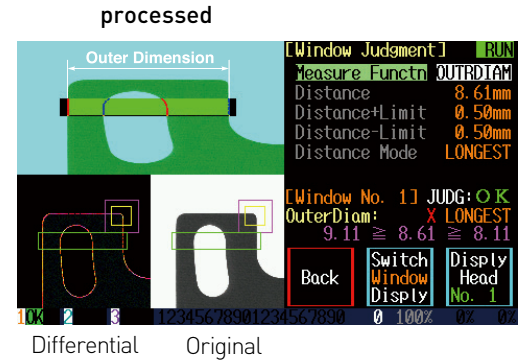 processed
Outer Dimension
[Window Judgment] RUN
Measure Functn OUTRDIAM
Distance 8.61mm
Distance+Limit 0.50mm
Distance-Limit 0.50mm
Distance Mode LONGEST
[Window No. 1] JUDG:OK
OuterDiam: X LONGEST
9.11 ≧ 8.61 ≧ 8.11
Back
Switch
Window
Disply
Disply
Head
No. 1
1OK 2 3 12345678901234567890 0 100% 0% 0%
Differential Original